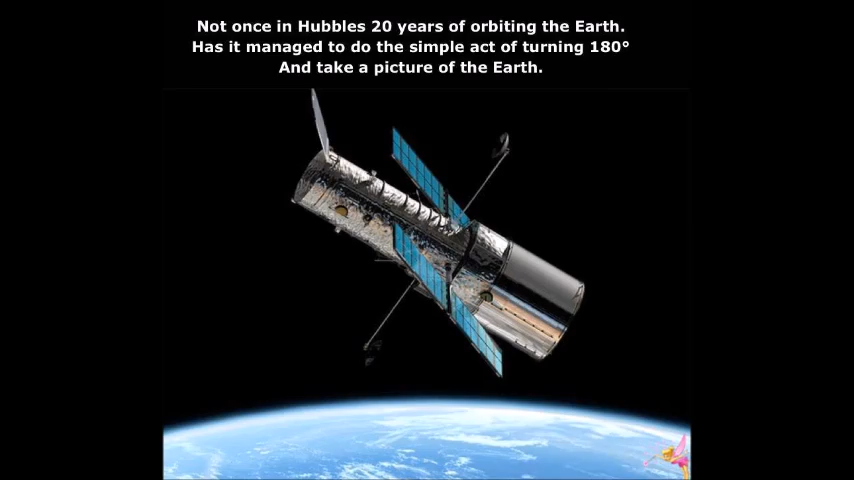 Not once in Hubbles 20 years of orbiting the Earth.
Has it managed to do the simple act of turning 180°
And take a picture of the Earth.